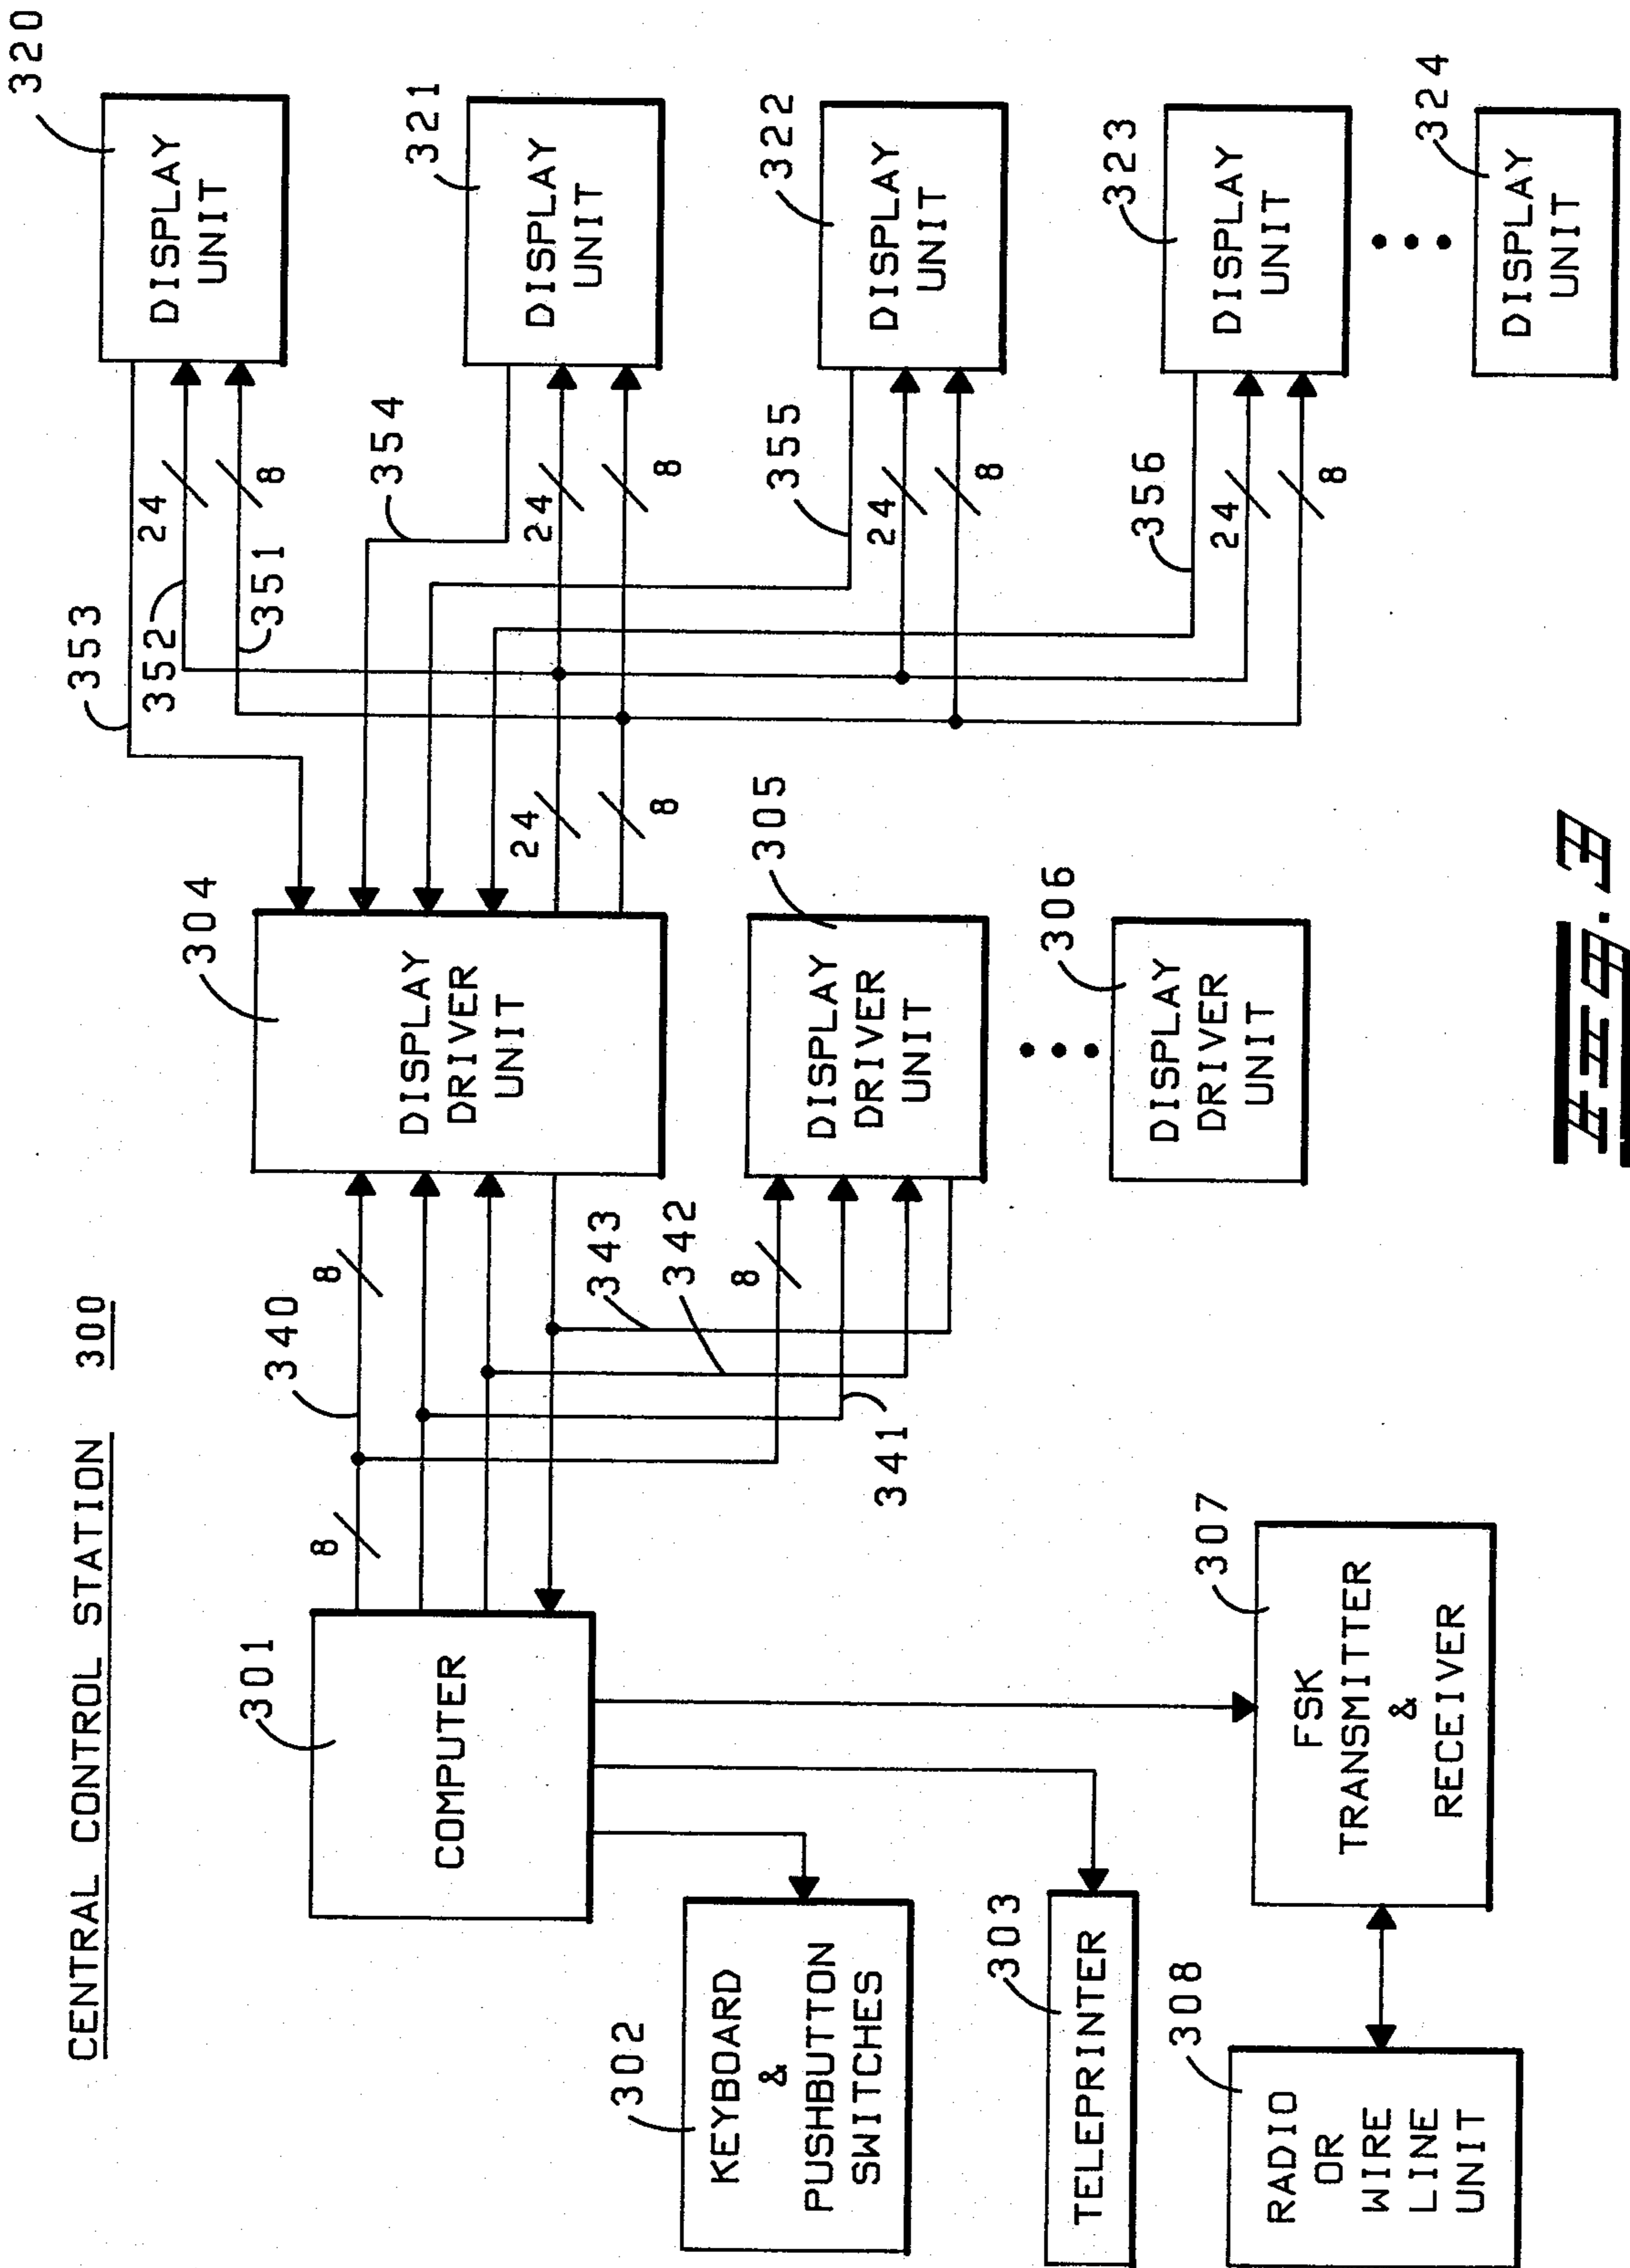 CENTRAL CONTROL STATION 300
301
COMPUTER
302
KEYBOARD
&
PUSHBUTTON
SWITCHES
303
TELEPRINTER
307
FSK
TRANSMITTER
&
RECEIVER
308
RADIO
OR
WIRE
LINE
UNIT
8
340
8
343
342
8
341
304
DISPLAY
DRIVER
UNIT
305
DISPLAY
DRIVER
UNIT
306
DISPLAY
DRIVER
UNIT
24
8
353
352
351
24
8
354
24
8
355
24
8
356
24
8
320
DISPLAY
UNIT
321
DISPLAY
UNIT
322
DISPLAY
UNIT
323
DISPLAY
UNIT
324
DISPLAY
UNIT
Fig. 3